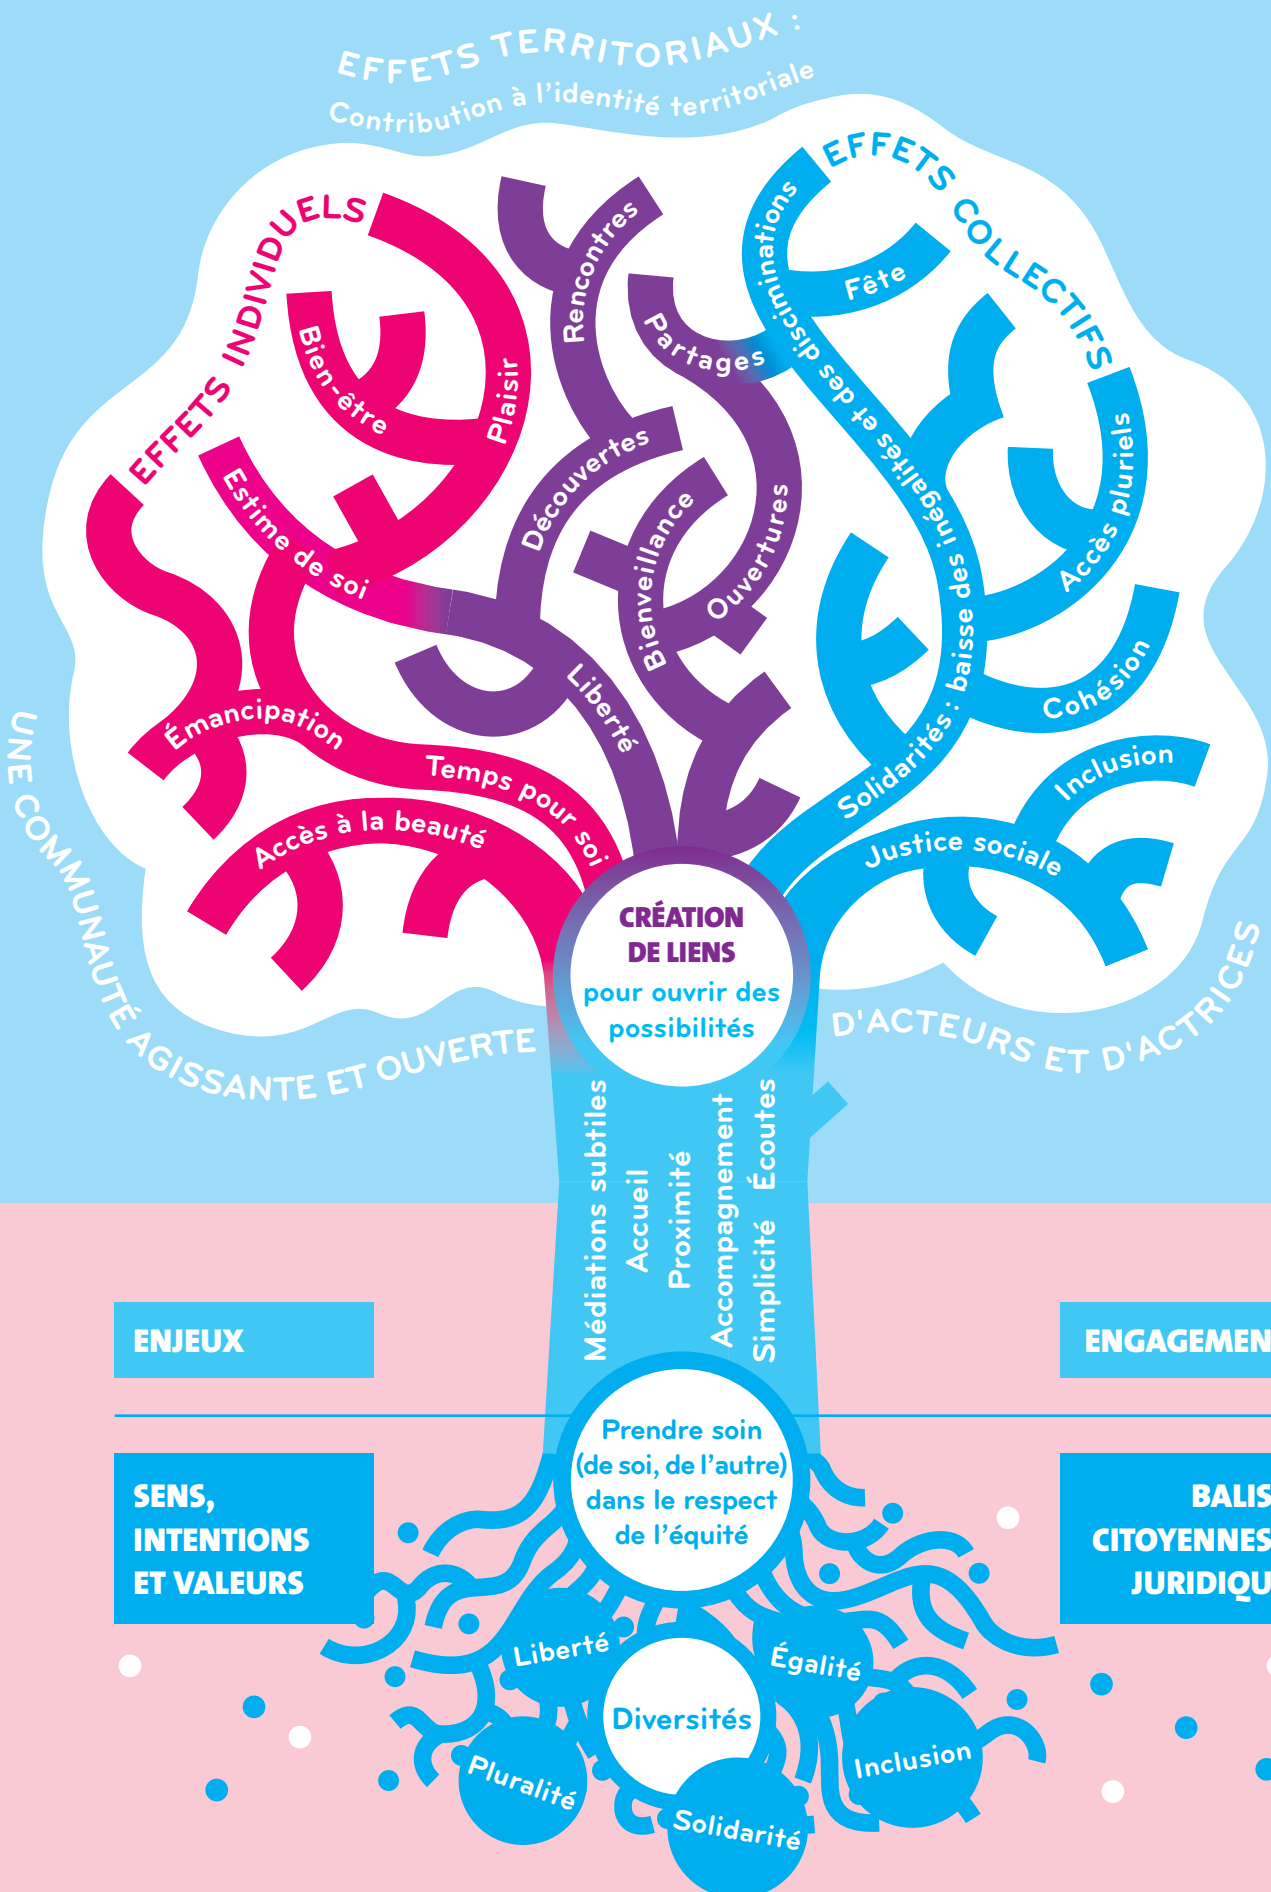 EFFETS TERRITORIAUX :
Contribution à l'identité territoriale
EFFETS INDIVIDUELS
EFFETS COLLECTIFS
Bien-être
Plaisir
Estime de soi
Émancipation
Temps pour soi
Accès à la beauté
Rencontres
Partages
Découvertes
Bienveillance
Ouvertures
Liberté
Fête
Solidarités : baisse des inégalités et des discriminations
Accès pluriels
Cohésion
Inclusion
Justice sociale
UNE COMMUNAUTÉ AGISSANTE ET OUVERTE
D'ACTEURS ET D'ACTRICES
CRÉATION
DE LIENS
pour ouvrir des
possibilités
Médiations subtiles
Accueil
Proximité
Accompagnement
Simplicité
Écoutes
ENJEUX
ENGAGEMEN
Prendre soin
(de soi, de l'autre)
dans le respect
de l'équité
SENS,
INTENTIONS
ET VALEURS
BALIS
CITOYENNES
JURIDIQU
Liberté
Égalité
Diversités
Pluralité
Inclusion
Solidarité